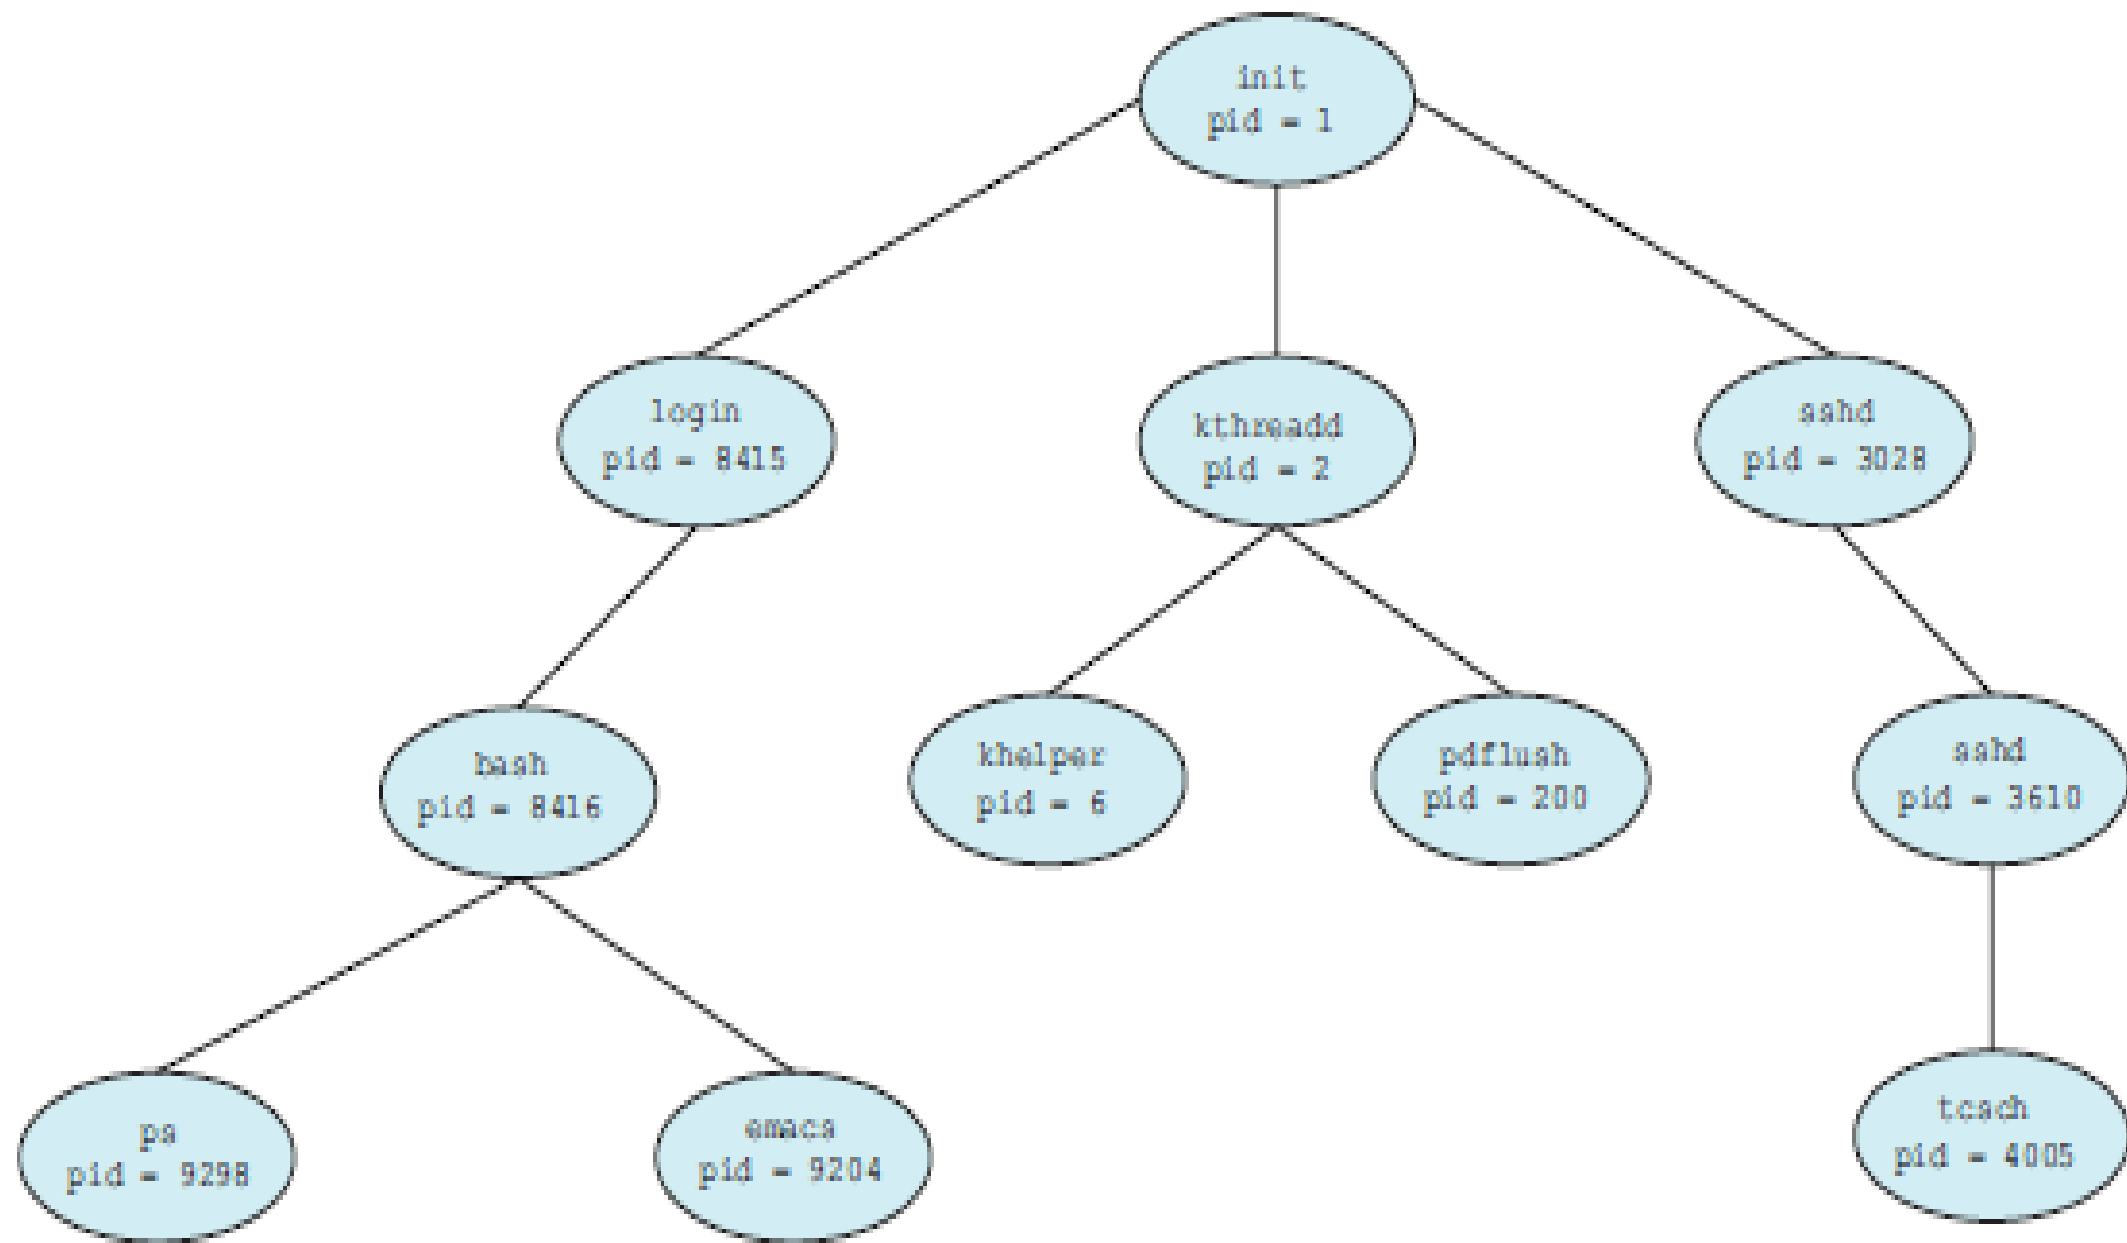 init
pid = 1
login
pid = 8415
kthreadd
pid = 2
sshd
pid = 3028
bash
pid = 8416
khelper
pid = 6
pdflush
pid = 200
sshd
pid = 3610
ps
pid = 9298
emacs
pid = 9204
tcsch
pid = 4005